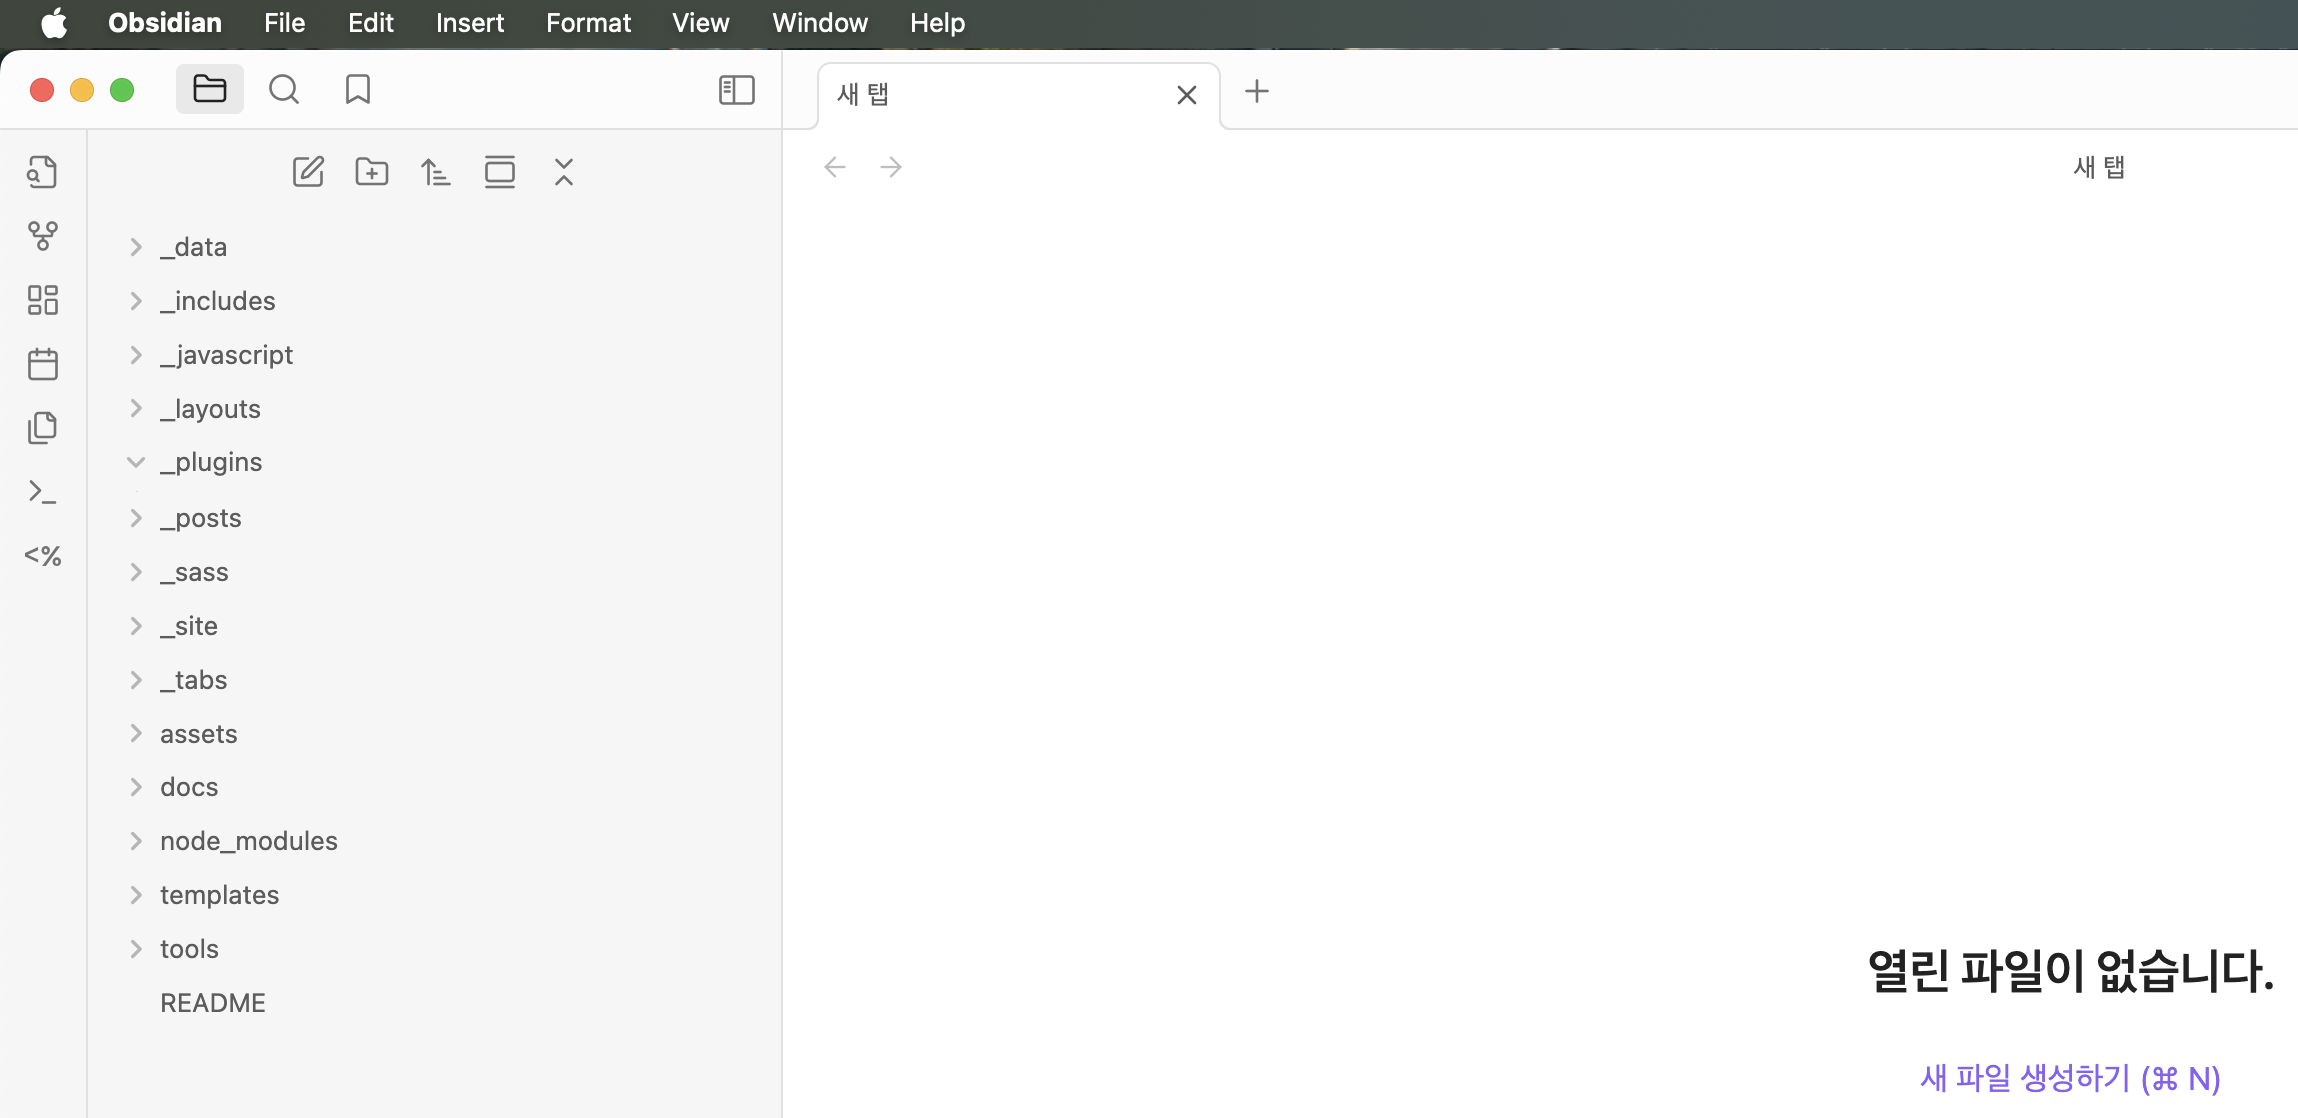 Obsidian File Edit Insert Format View Window Help
새 탭
새 탭
_data
_includes
_javascript
_layouts
_plugins
_posts
_sass
_site
_tabs
assets
docs
node_modules
templates
tools
README
<%
열린 파일이 없습니다.
새 파일 생성하기 (⌘ N)